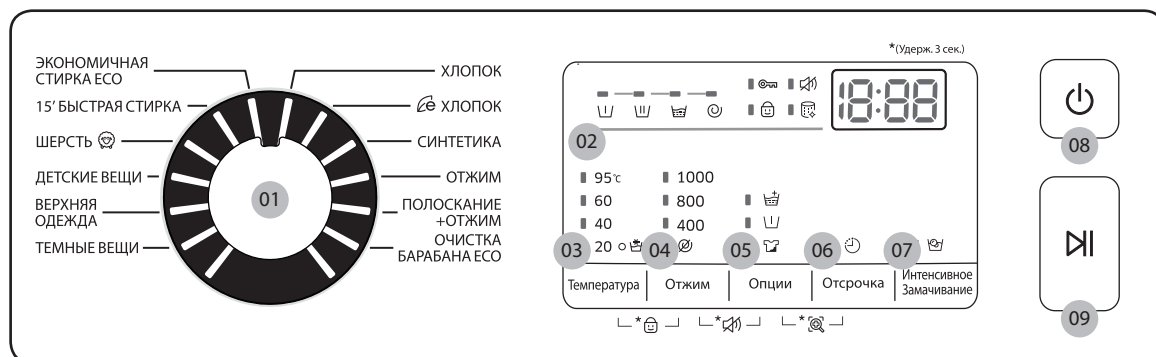 *(Удерж. 3 сек.)
ЭКОНОМИЧНАЯ
СТИРКА ECO
15' БЫСТРАЯ СТИРКА
ШЕРСТЬ
ДЕТСКИЕ ВЕЩИ
ВЕРХНЯЯ
ОДЕЖДА
ТЕМНЫЕ ВЕЩИ
01
ХЛОПОК
e ХЛОПОК
СИНТЕТИКА
ОТЖИМ
ПОЛОСКАНИЕ
+ОТЖИМ
ОЧИСТКА
БАРАБАНА ECO
18:88
02
95℃ 1000
60 800
40 400
20
03 04 05 06 07
Температура
Отжим
Опции
Отсрочка
Интенсивное
Замачивание
* * *
08
09